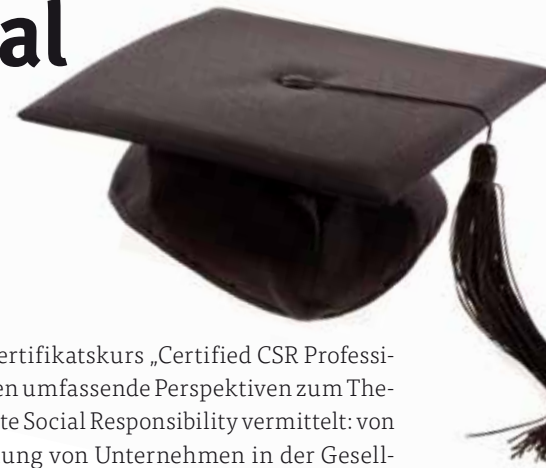 al
ertifikatskurs „Certified CSR Professi-
en umfassende Perspektiven zum The-
te Social Responsibility vermittelt: von
ung von Unternehmen in der Gesell-